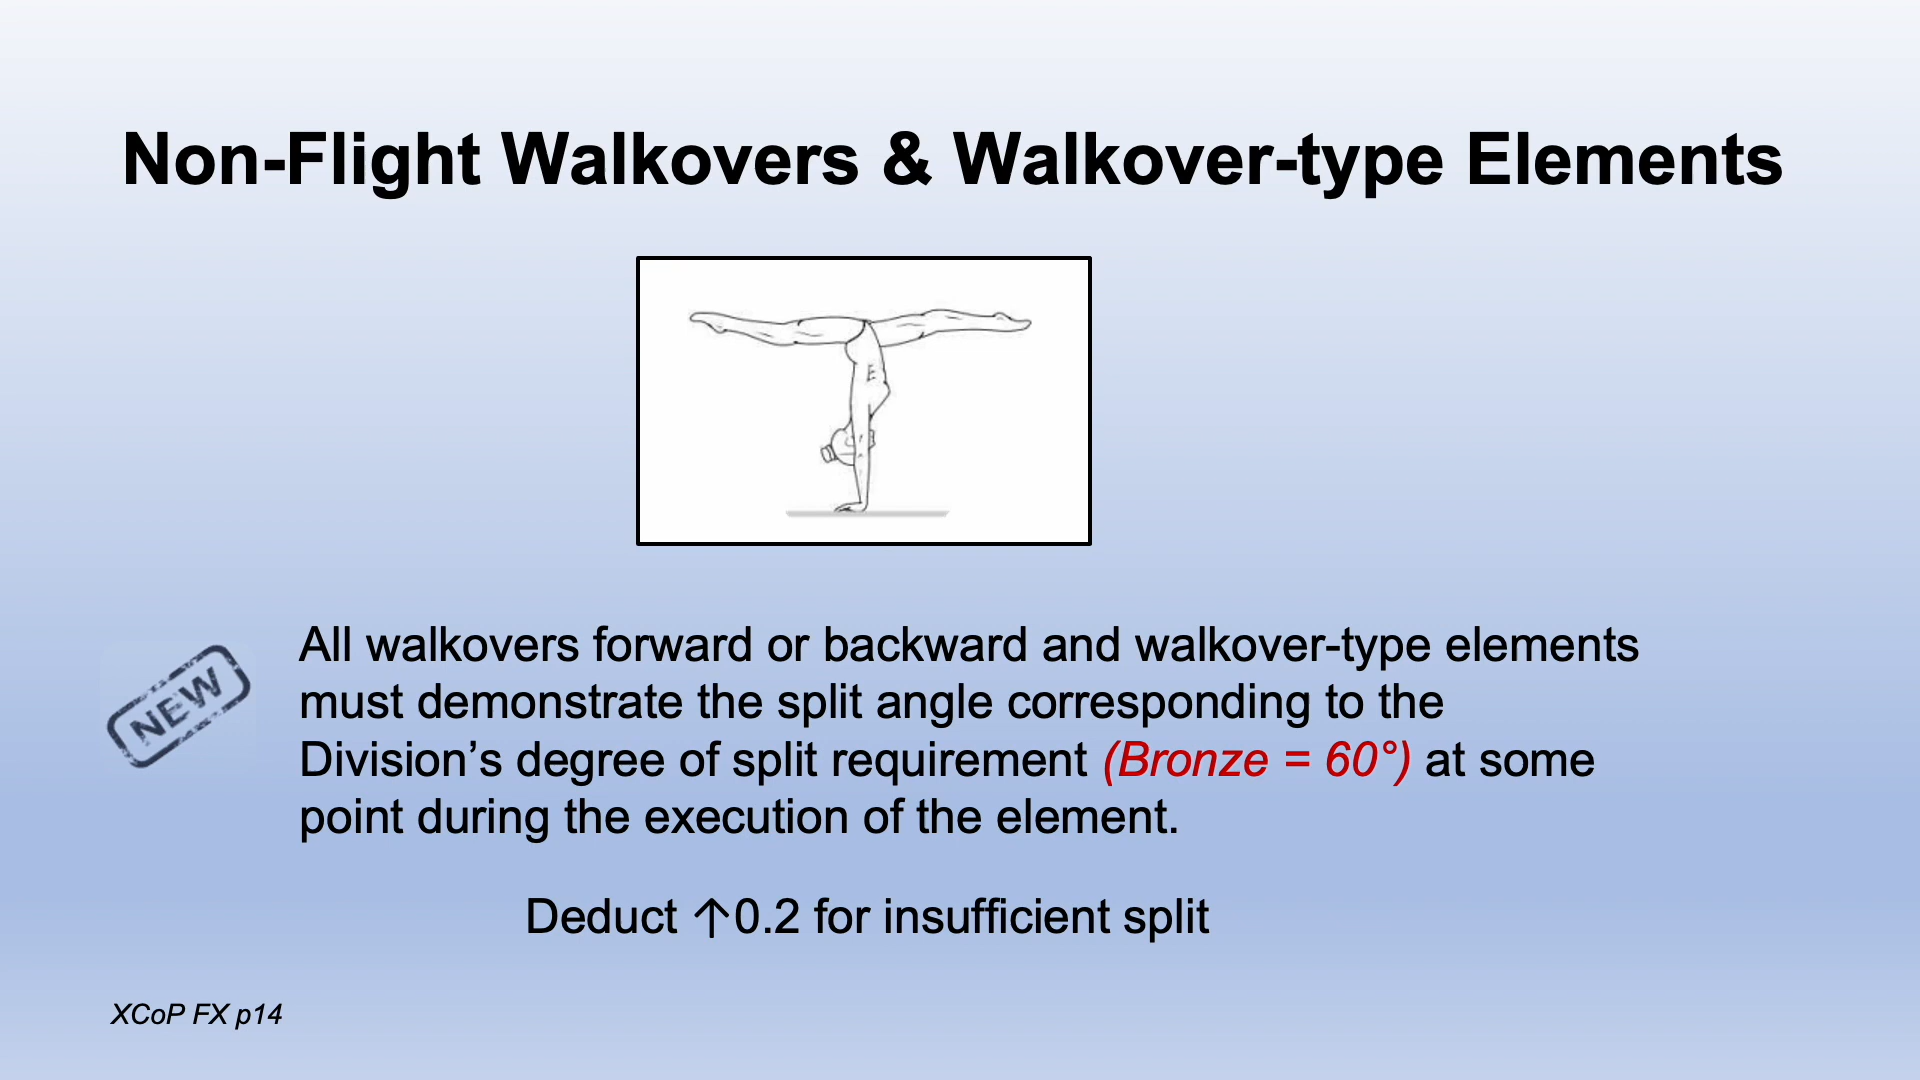 Non-Flight Walkovers & Walkover-type Elements
NEW
All walkovers forward or backward and walkover-type elements
must demonstrate the split angle corresponding to the
Division’s degree of split requirement (Bronze = 60°) at some
point during the execution of the element.
Deduct ↑0.2 for insufficient split
XCoP FX p14